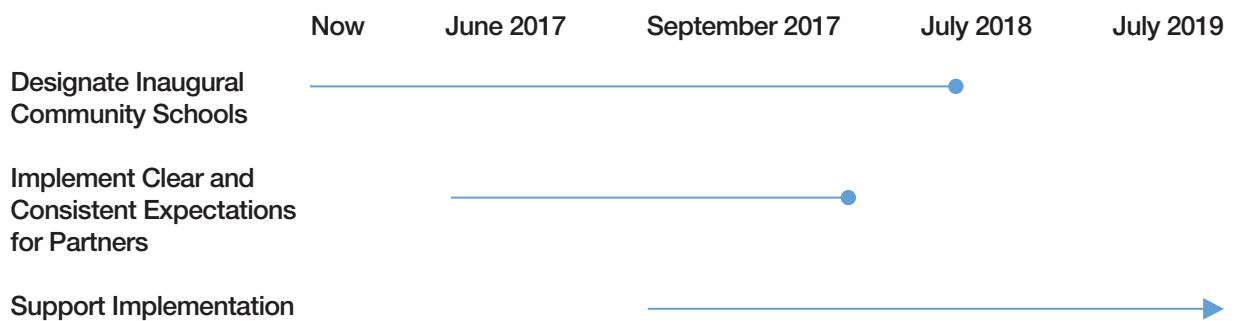 Now June 2017 September 2017 July 2018 July 2019
Designate Inaugural
Community Schools
Implement Clear and
Consistent Expectations
for Partners
Support Implementation